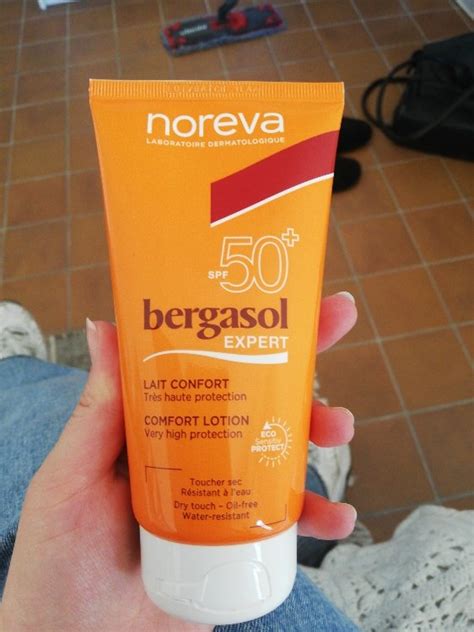 noreva
LABORATOIRE DERMATOLOGIQUE
SPF 50+
bergasol
EXPERT
LAIT CONFORT
Très haute protection
COMFORT LOTION
Very high protection
ECO
Sensitiv
PROTECT
Toucher sec
Résistant à l'eau
Dry touch - Oil-free
Water-resistant